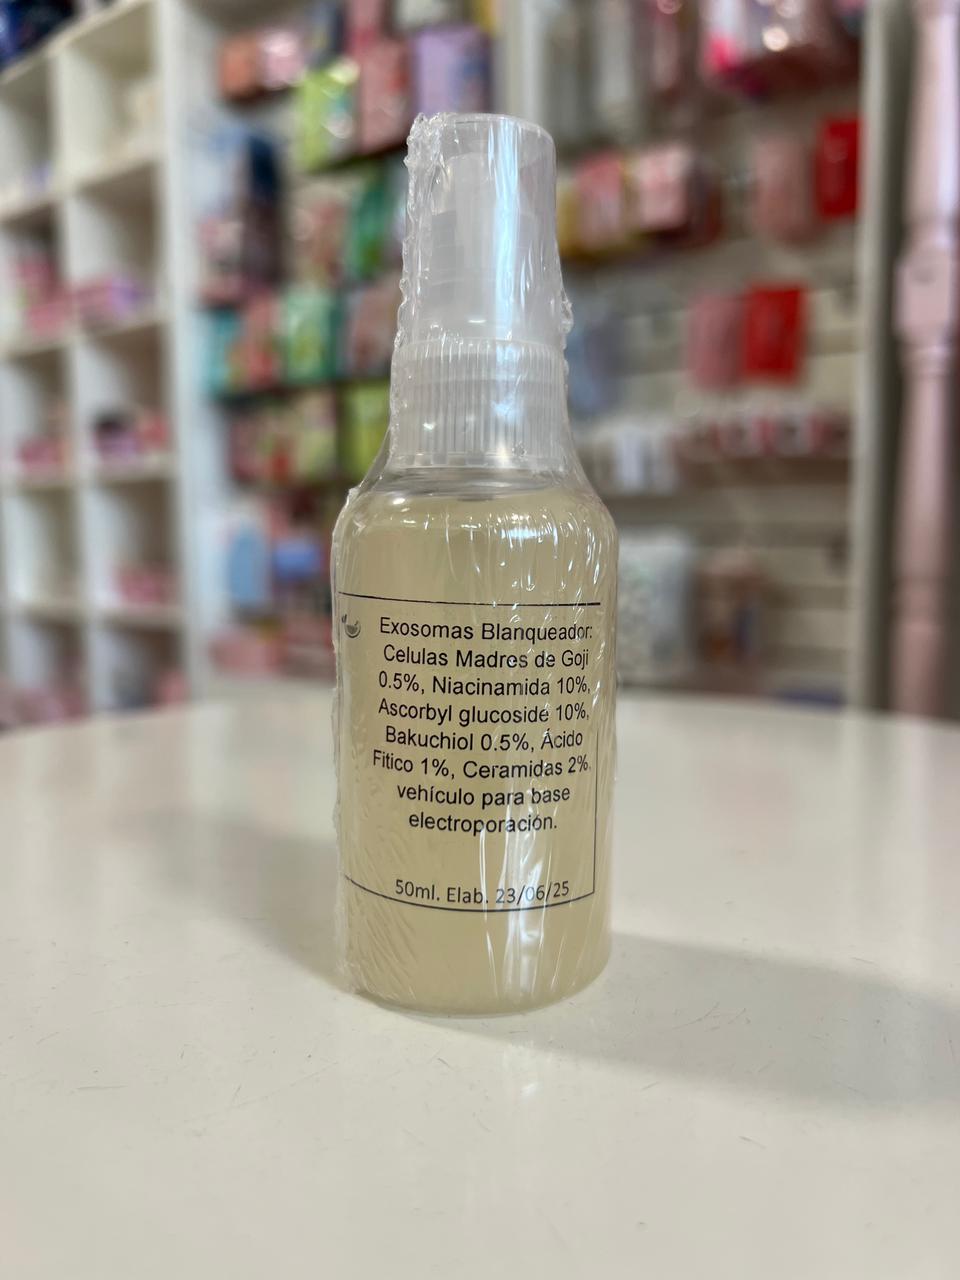 Exosomas Blanqueador:
Celulas Madres de Goji
0.5%, Niacinamida 10%,
Ascorbyl glucoside 10%,
Bakuchiol 0.5%, Ácido
Fitico 1%, Ceramidas 2%,
vehículo para base
electroporación.
50ml. Elab. 23/06/25